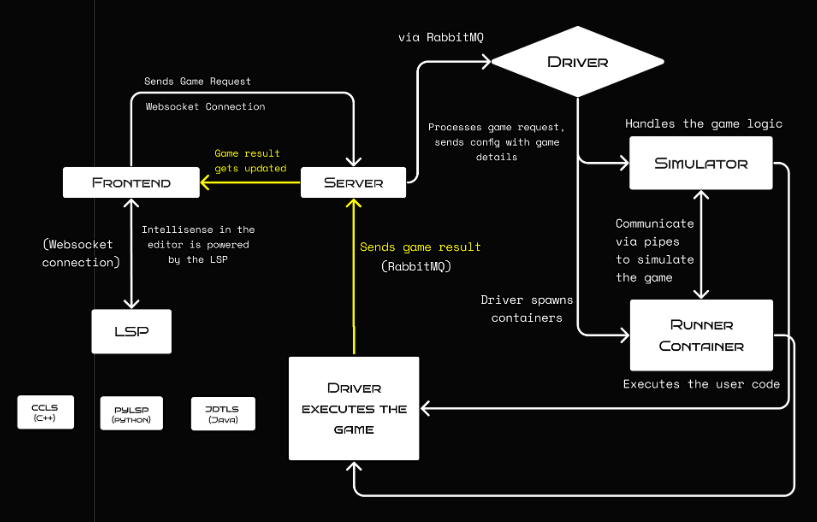 via RabbitMQ
DRIVER
Sends Game Request
Websocket Connection
Processes game request,
sends config with game
details
Handles the game logic
SIMULATOR
Game result
gets updated
FRONTEND
SERVER
(Websocket
connection)
Intellisense in the
editor is powered
by the LSP
Sends game result
(RabbitMQ)
Communicate
via pipes
to simulate
the game
Driver spawns
containers
LSP
RUNNER
CONTAINER
Executes the user code
DRIVER
EXECUTES THE
GAME
CCLS
(C++)
PYLSP
(PYTHON)
JDTLS
(JAVA)